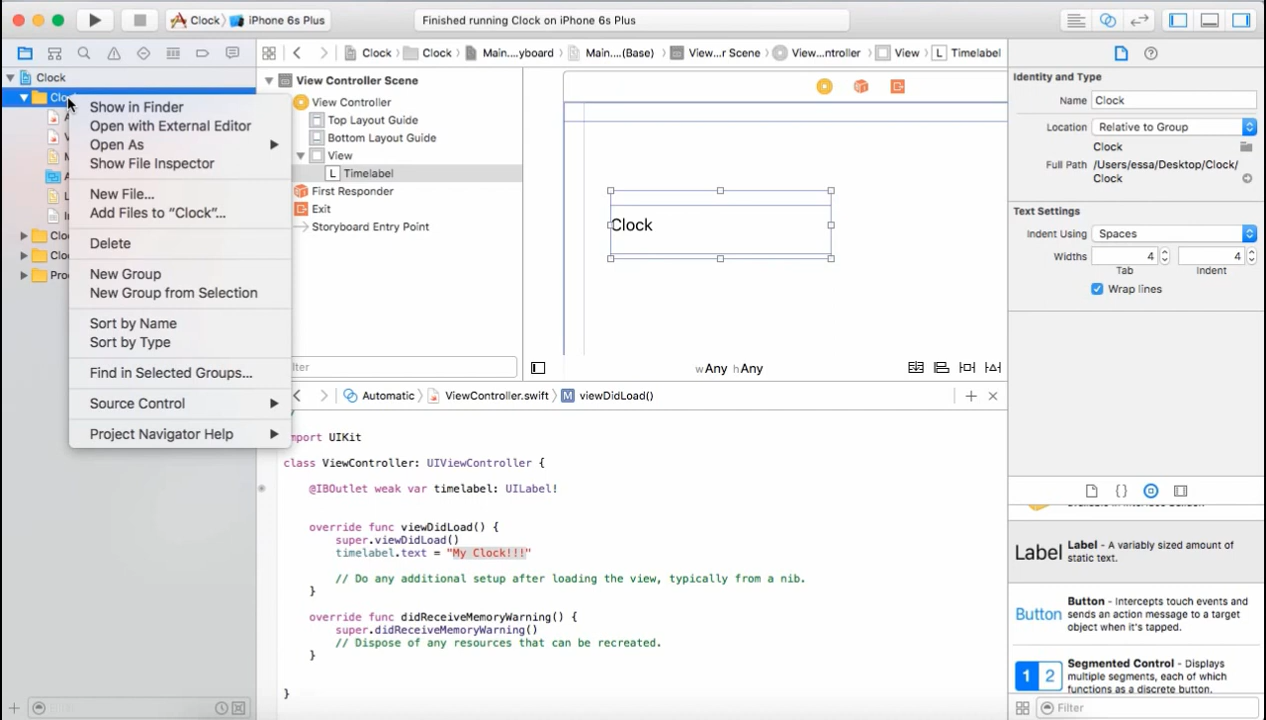 Clock
iPhone 6s Plus
Finished running Clock on iPhone 6s Plus
Clock
Clock
Main....yboard
Main....(Base)
View...r Scene
View...ntroller
View
L
Timelabel
Clock
Show in Finder
Open with External Editor
Open As
Show File Inspector
New File...
Add Files to “Clock”...
Delete
New Group
New Group from Selection
Sort by Name
Sort by Type
Find in Selected Groups...
Source Control
Project Navigator Help
View Controller Scene
View Controller
Top Layout Guide
Bottom Layout Guide
View
L Timelabel
First Responder
Exit
Storyboard Entry Point
Clock
wAny hAny
Automatic
ViewController.swift
M
viewDidLoad()
import UIKit
class ViewController: UIViewController {
@IBOutlet weak var timelabel: UILabel!
override func viewDidLoad() {
super.viewDidLoad()
timelabel.text = "My Clock!!!"
// Do any additional setup after loading the view, typically from a nib.
}
override func didReceiveMemoryWarning() {
super.didReceiveMemoryWarning()
// Dispose of any resources that can be recreated.
}
}
Identity and Type
Name Clock
Location Relative to Group
Clock
Full Path /Users/essa/Desktop/Clock/
Clock
Text Settings
Indent Using Spaces
Widths 4 4
Tab Indent
Wrap lines
{}
Label
Label - A variably sized amount of
static text.
Button
Button - Intercepts touch events and
sends an action message to a target
object when it's tapped.
1 2
Segmented Control - Displays
multiple segments, each of which
functions as a discrete button.
Filter
Filter